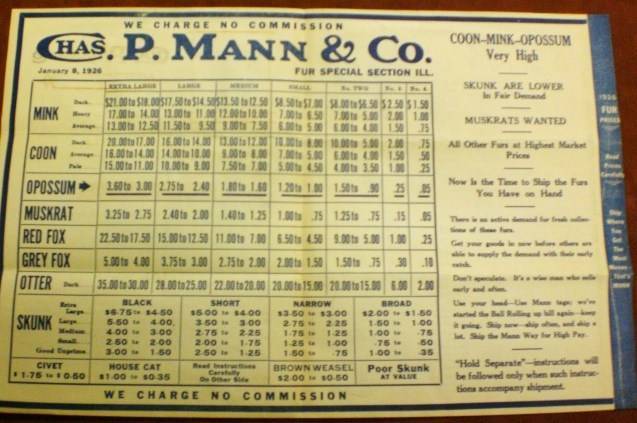 WE CHARGE NO COMMISSION
CHAS. P. MANN & CO.
January 8, 1926
FUR SPECIAL SECTION ILL.
EXTRA LARGE LARGE MEDIUM SMALL No. TWO No. 3 No. 4
MINK
Dark $21.00 to $18.00 $17.50 to $14.50 $13.50 to 12.50 $8.50 to $7.00 $8.00 to $6.50 $2.50 $1.50
Heavy 17.00 to 14.00 13.00 to 11.00 12.00 to 10.00 7.00 to 6.50 7.00 to 5.00 2.00 1.00
Average 13.00 to 12.50 11.50 to 9.50 9.00 to 7.50 6.00 to 5.00 6.00 to 4.00 1.50 .75
COON
Dark 20.00 to 17.00 16.00 to 14.00 13.00 to 12.00 10.00 to 8.00 10.00 to 5.00 2.00 .75
Average 16.00 to 14.00 14.00 to 10.00 9.00 to 8.00 7.00 to 5.00 6.00 to 4.00 1.50 .50
Pale 15.00 to 11.00 10.00 to 8.00 7.50 to 7.00 5.00 to 4.50 4.00 to 3.50 1.00 .25
OPOSSUM 3.60 to 3.00 2.75 to 2.40 1.80 to 1.60 1.20 to 1.00 1.50 to .90 .25 .05
MUSKRAT 3.25 to 2.75 2.40 to 2.00 1.40 to 1.25 1.00 to .75 1.25 to .75 .15 .05
RED FOX 22.50 to 17.50 15.00 to 12.50 11.00 to 7.00 6.50 to 4.50 9.00 to 5.00 1.00 .25
GREY FOX 5.00 to 4.00 3.75 to 3.00 2.75 to 2.00 2.00 to 1.50 1.50 to .75 .30 .10
OTTER Dark 35.00 to 30.00 28.00 to 25.00 22.00 to 20.00 20.00 to 15.00 20.00 to 15.00 6.00 2.00
SKUNK
BLACK SHORT NARROW BROAD
Extra Large $6.75 to $4.50 $5.00 to $4.00 $3.50 to $3.00 $2.00 to $1.50
Large 5.50 to 4.00 3.50 to 3.00 2.75 to 2.25 1.50 to 1.00
Medium 4.00 to 3.00 2.75 to 2.25 1.75 to 1.25 1.00 to .75
Small 2.50 to 2.00 2.00 to 1.75 1.25 to 1.00 .75 to .50
Good Unprime 3.00 to 1.50 2.50 to 1.25 1.50 to .75 1.00 to .35
CIVET
$1.75 to $0.50
HOUSE CAT
$1.00 to $0.35
Read Instructions
Carefully
On Other Side
BROWN WEASEL
$2.00 to $0.50
Poor Skunk
AT VALUE
WE CHARGE NO COMMISSION
COON-MINK-OPOSSUM
Very High
SKUNK ARE LOWER
In Fair Demand
MUSKRATS WANTED
All Other Furs at Highest Market
Prices
Now Is the Time to Ship the Furs
You Have on Hand
There is an active demand for fresh collec-
tions of these furs.
Get your goods in now before others are
able to supply the demand with their early
catch.
Don't speculate. It's a wise man who sells
early and often.
Use your head—Use Mann tags; we've
started the Ball Rolling up hill again—keep
it going. Ship now—ship often, and ship a
lot. Ship the Mann Way for High Pay.
"Hold Separate"—instructions will
be followed only when such instruc-
tions accompany shipment.
1926
FUR
PRICES
Read
Prices
Carefully
Ship
Where
You
Get
The
Most
Money
That's
MANN